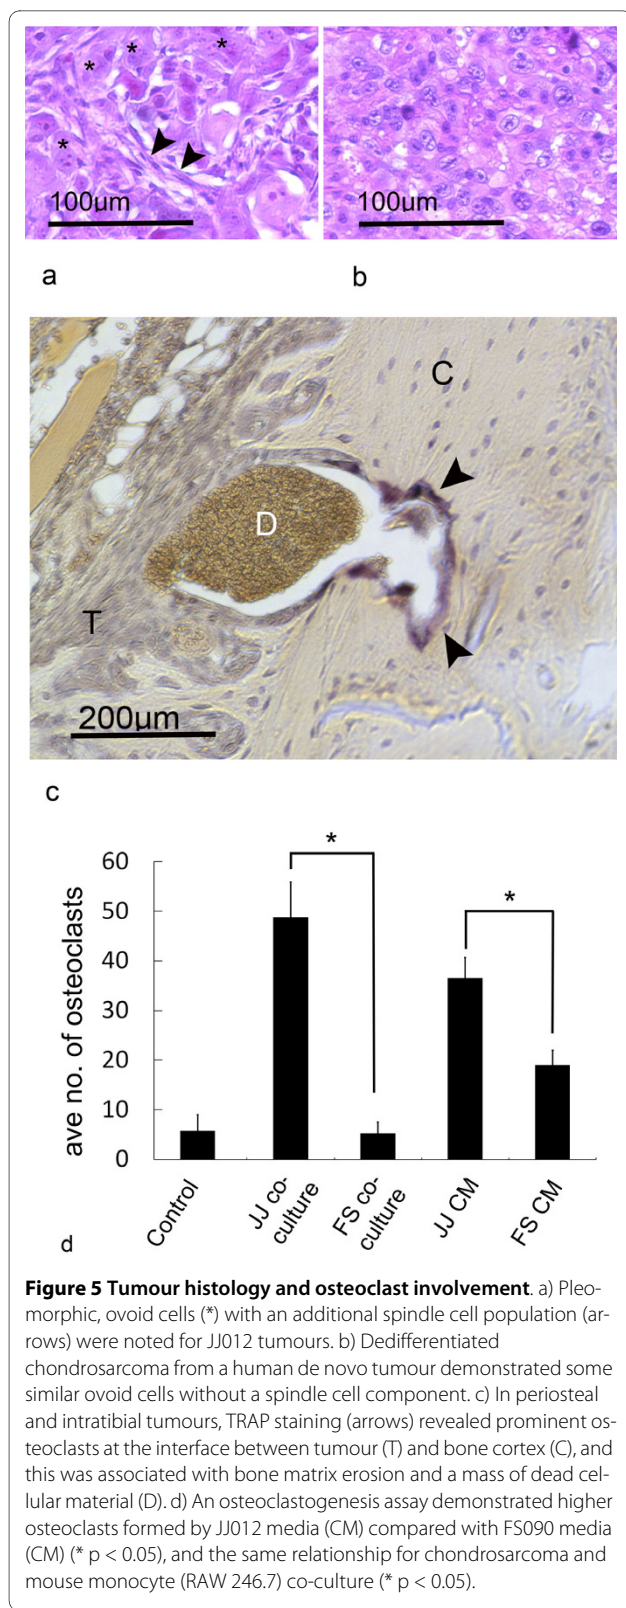 * * *
*
*
100um
100um
a
b
C
D
T
200µm
c
60
50
40
30
20
10
0
ave no. of osteoclasts
*
*
Control
JJ co-
culture
FS co-
culture
JJ CM
FS CM
d
Figure 5 Tumour histology and osteoclast involvement. a) Pleo-
morphic, ovoid cells (*) with an additional spindle cell population (ar-
rows) were noted for JJ012 tumours. b) Dedifferentiated
chondrosarcoma from a human de novo tumour demonstrated some
similar ovoid cells without a spindle cell component. c) In periosteal
and intratibial tumours, TRAP staining (arrows) revealed prominent os-
teoclasts at the interface between tumour (T) and bone cortex (C), and
this was associated with bone matrix erosion and a mass of dead cel-
lular material (D). d) An osteoclastogenesis assay demonstrated higher
osteoclasts formed by JJ012 media (CM) compared with FS090 media
(CM) (* p < 0.05), and the same relationship for chondrosarcoma and
mouse monocyte (RAW 246.7) co-culture (* p < 0.05).